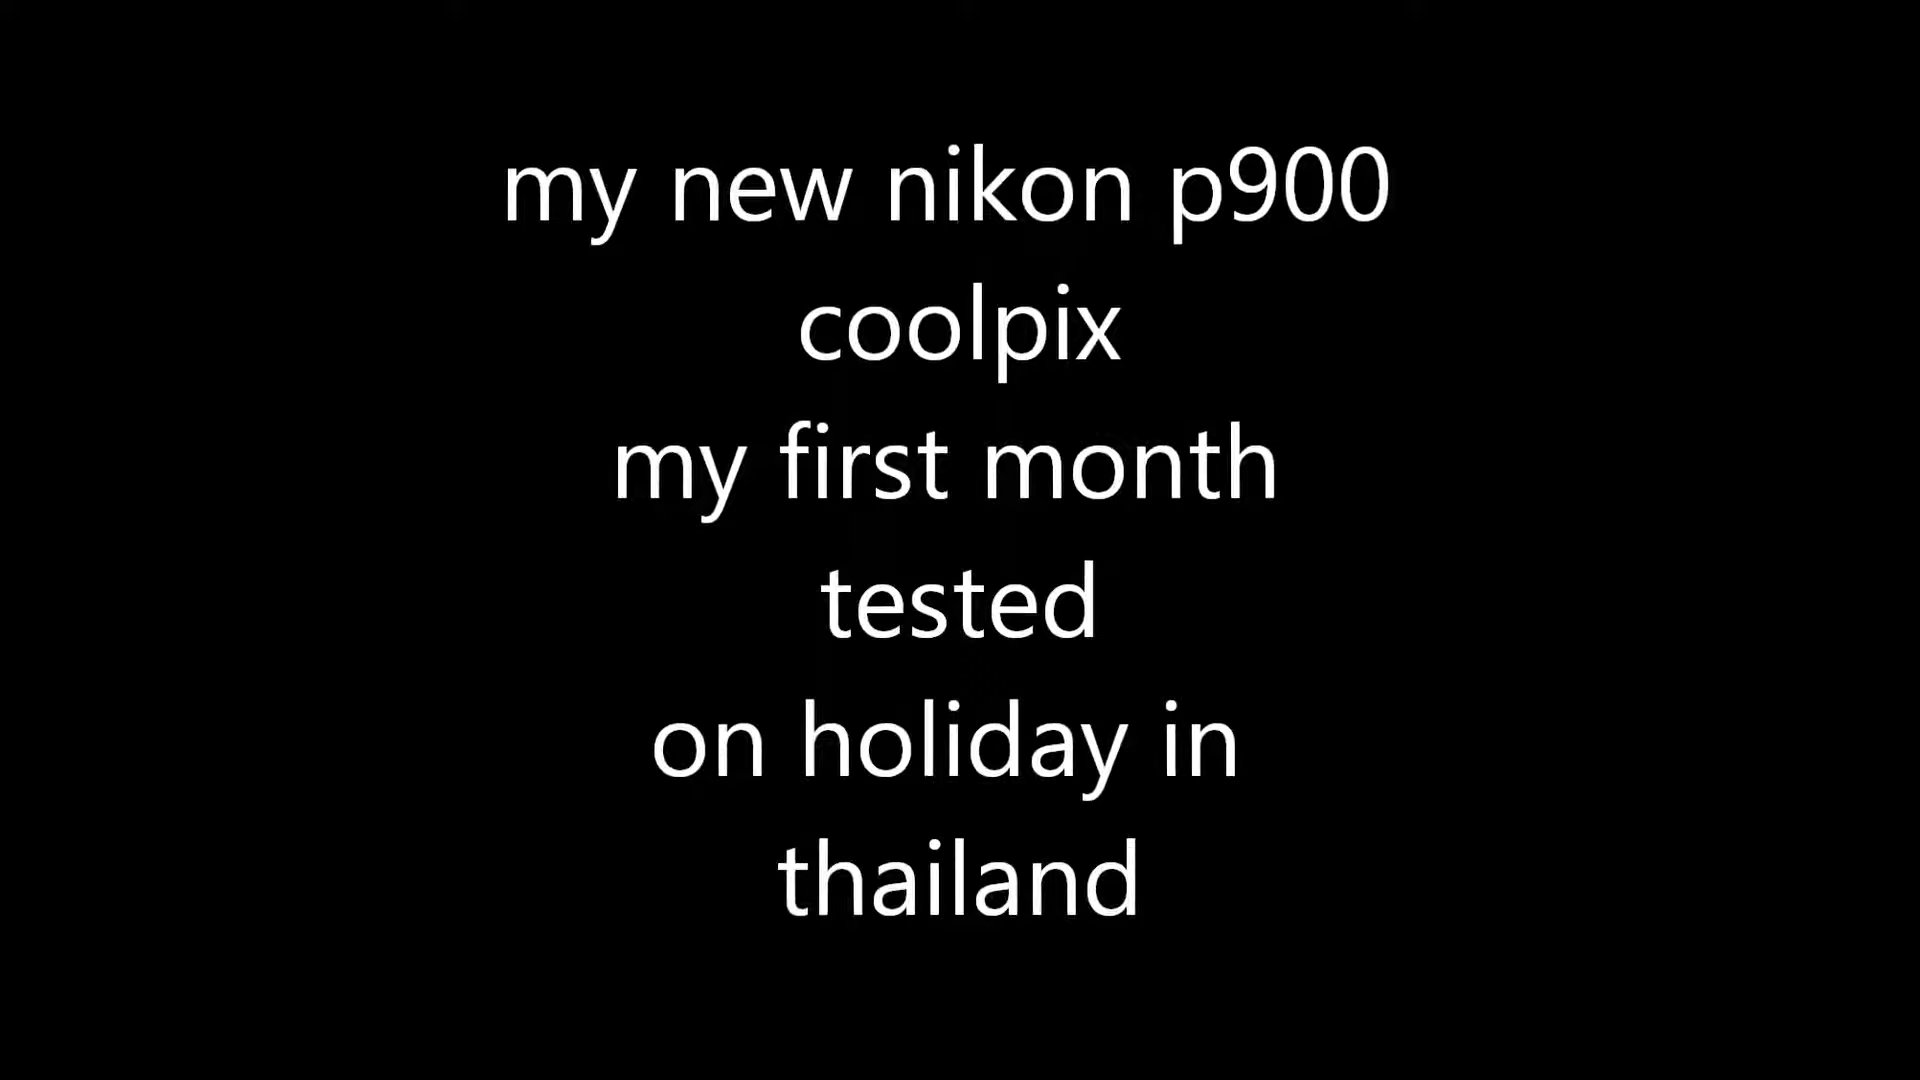 my new nikon p900
coolpix
my first month
tested
on holiday in
thailand